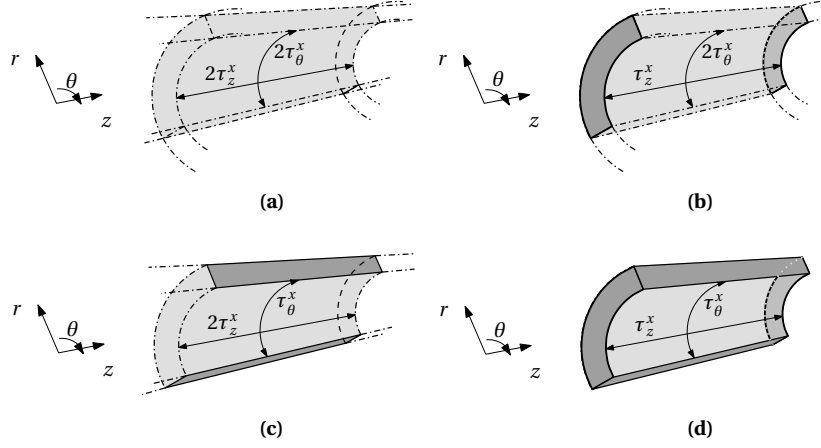 r
θ
z
2τ_z^x
2τ_θ^x
(a)
r
θ
z
τ_z^x
2τ_θ^x
(b)
r
θ
z
2τ_z^x
τ_θ^x
(c)
r
θ
z
τ_z^x
τ_θ^x
(d)